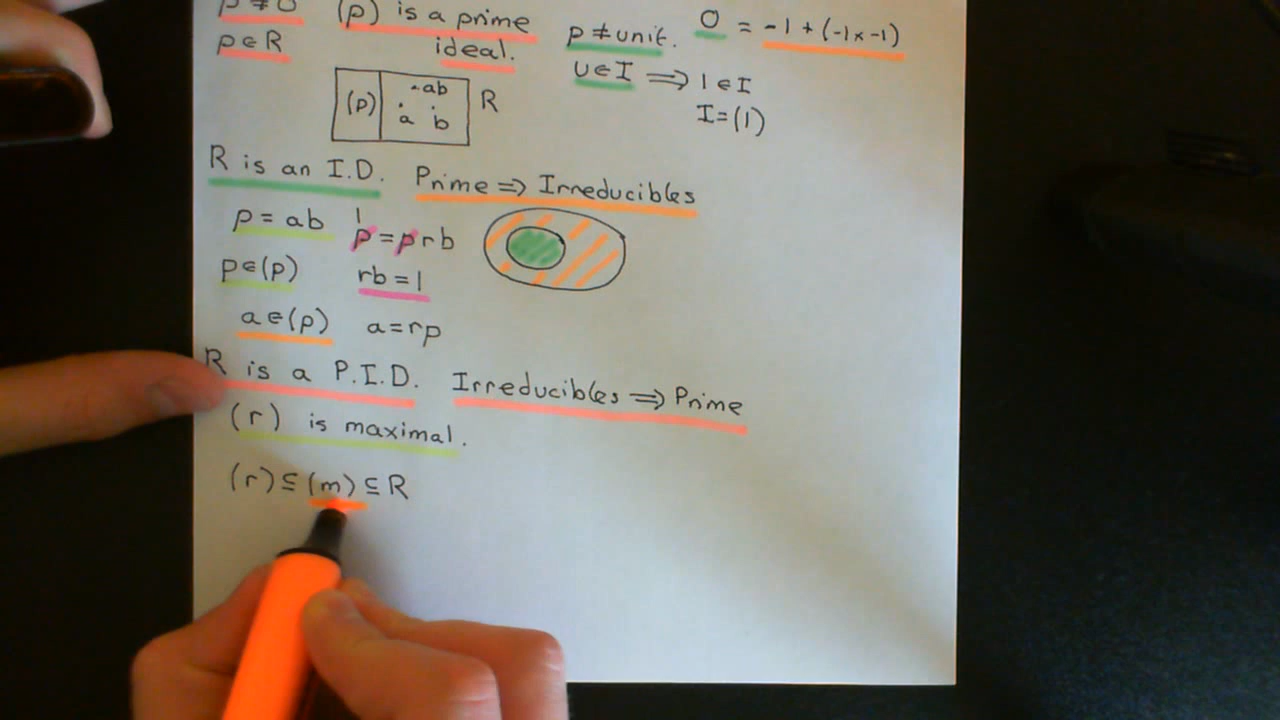 p ≠ 0 (p) is a prime ideal.
p ∈ R
p ≠ unit. 0 = -1 + (-1 x -1)
u ∈ I ⟹ 1 ∈ I
I = (1)
(p) ab a b R
R is an I.D. Prime ⟹ Irreducibles
p = ab 1 p = prb
p ∈ (p) rb = 1
a ∈ (p) a = rp
R is a P.I.D. Irreducibles ⟹ Prime
(r) is maximal.
(r) ⊆ (m) ⊆ R